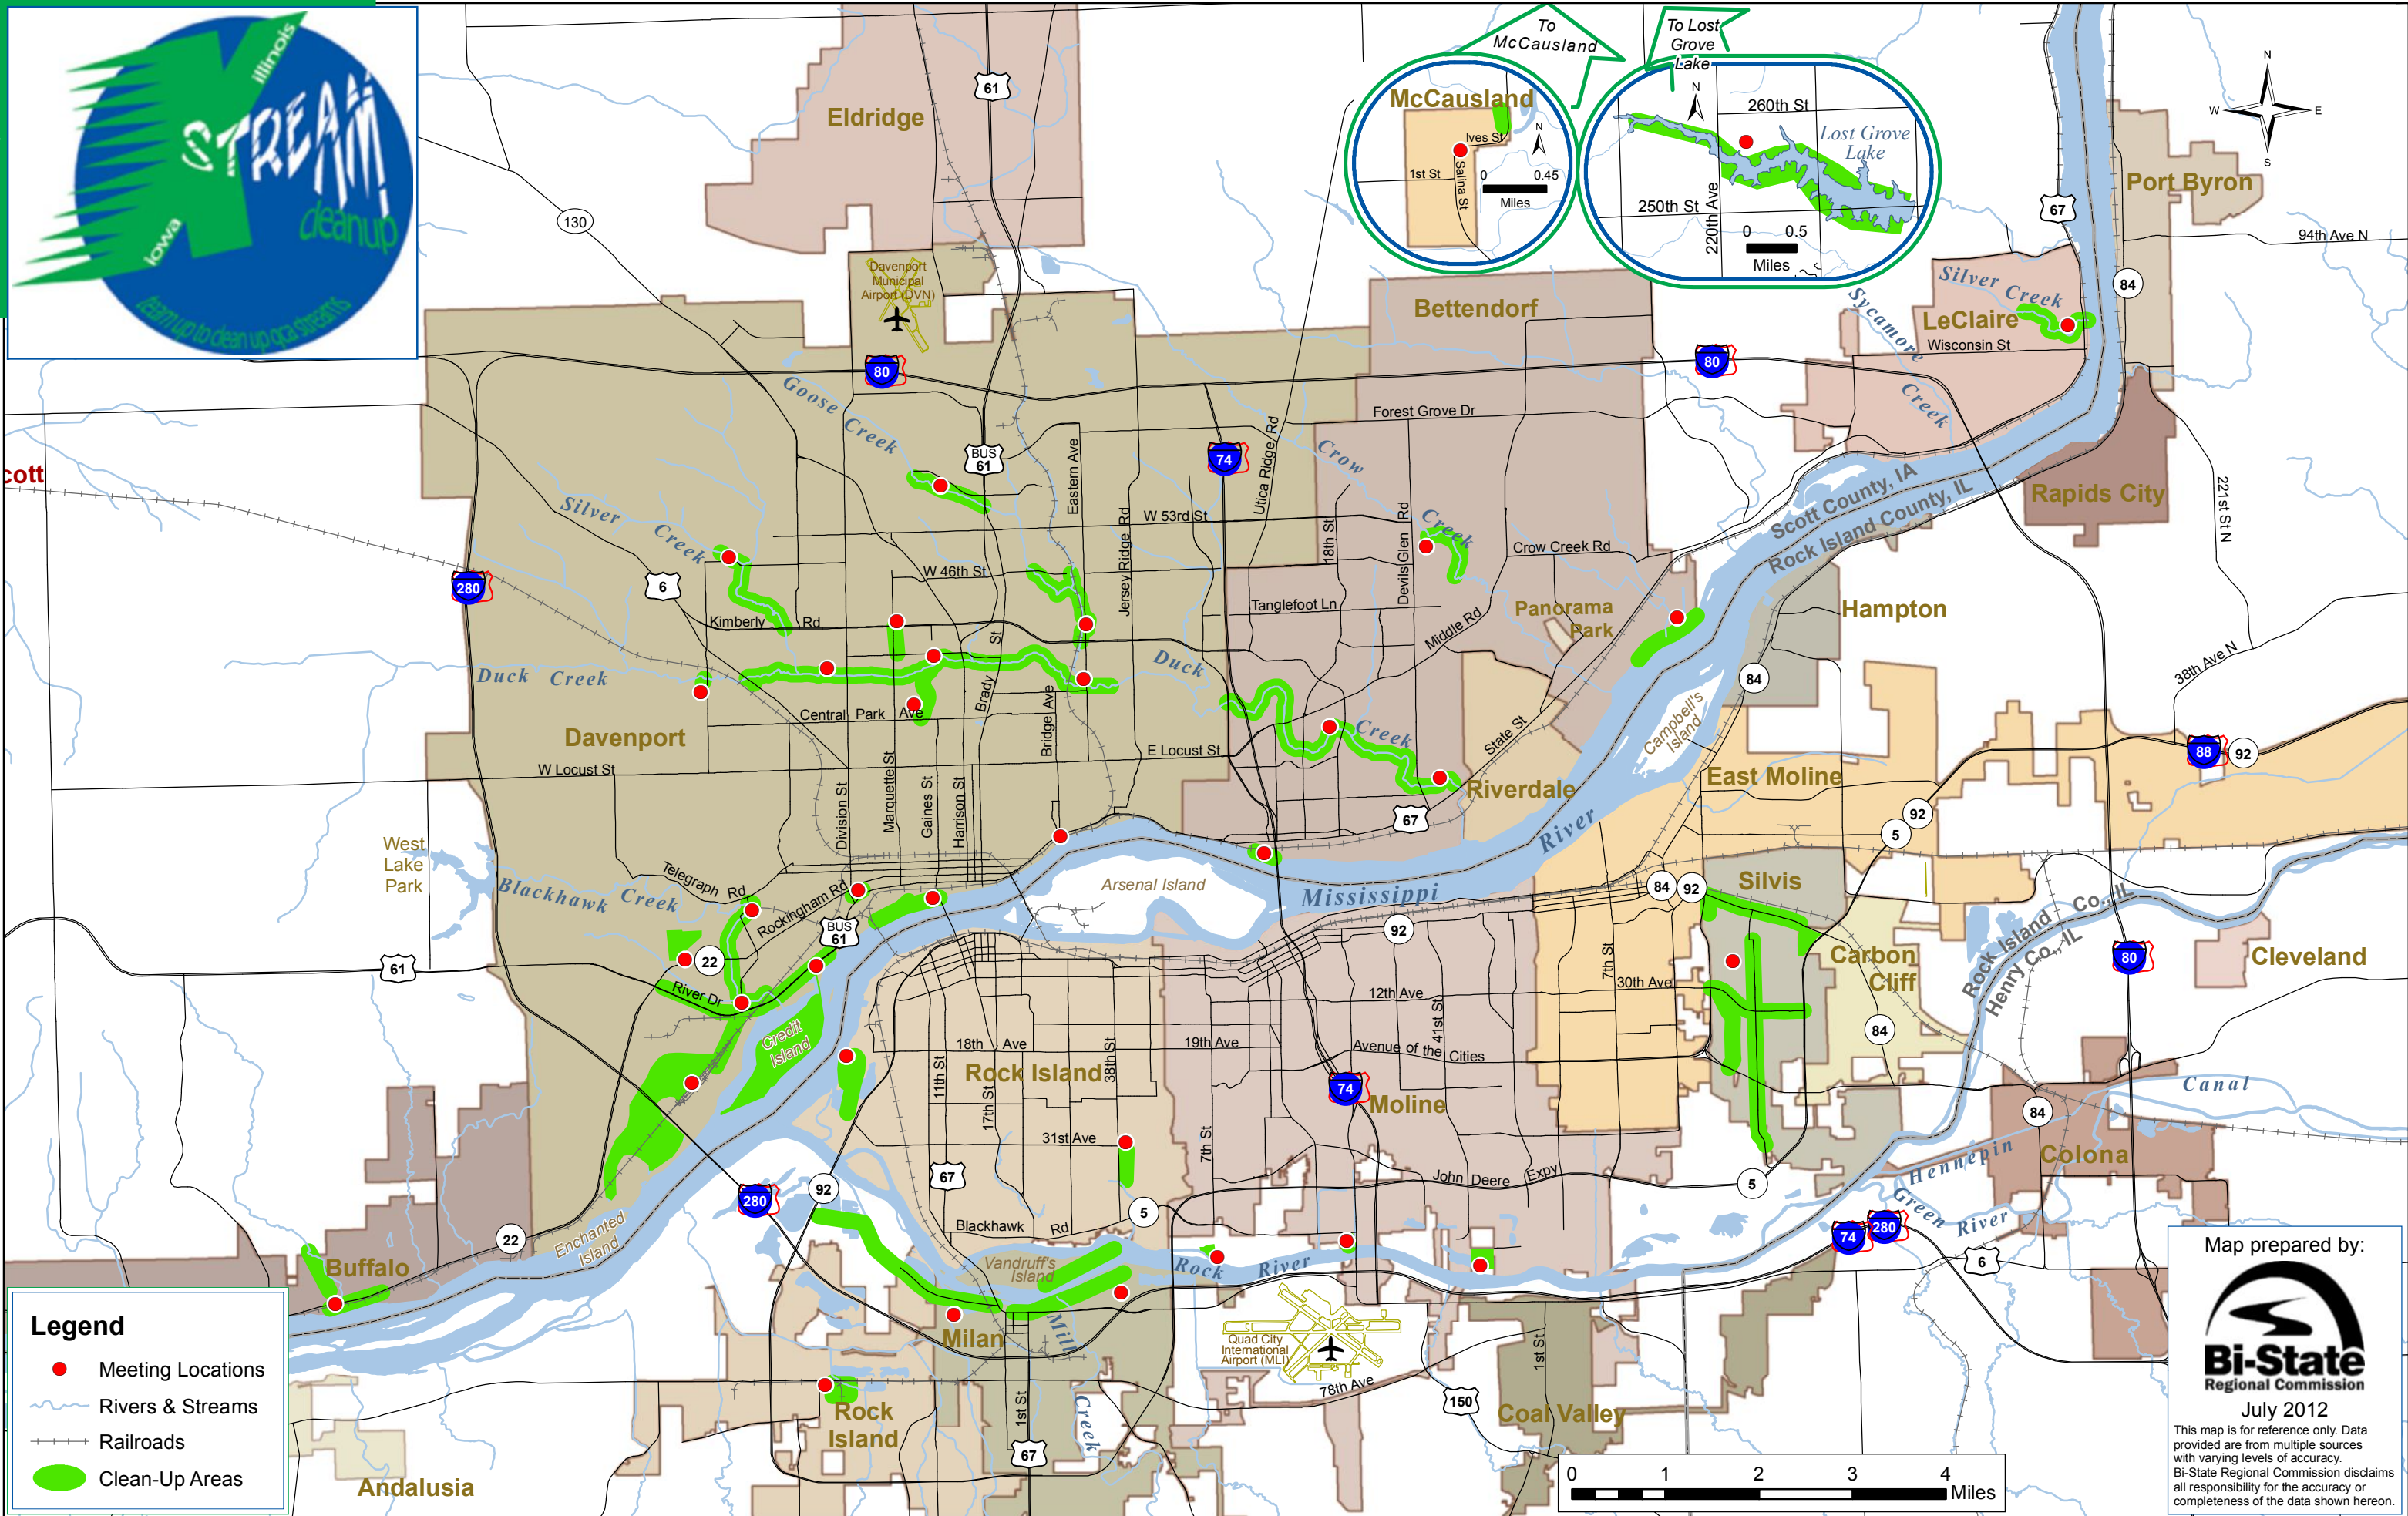 illinois
STREAM
cleanup
iowa
team up to clean up qca streams
To
McCausland
To Lost
Grove
Lake
McCausland
Ives St
1st St
Salina St
N
0 0.45
Miles
N
260th St
Lost Grove
Lake
250th St
220th Ave
0 0.5
Miles
N
W E
S
61
Eldridge
130
Davenport
Municipal
Airport (DVN)
80
Bettendorf
80
67
Port Byron
94th Ave N
84
Silver Creek
LeClaire
Wisconsin St
Sycamore
Creek
Goose Creek
Forest Grove Dr
BUS
61
Eastern Ave
74
Utica Ridge Rd
Crow
Creek
cott
Silver
Creek
Jersey Ridge Rd
W 53rd St
18th St
Devils Glen Rd
Crow Creek Rd
Scott County, IA
Rock Island County, IL
Rapids City
221st St N
280
6
W 46th St
Kimberly Rd
Tanglefoot Ln
Middle Rd
Panorama
Park
Hampton
38th Ave N
84
Duck Creek
Duck
Creek
Central Park Ave
Brady St
Bridge Ave
Davenport
W Locust St
E Locust St
State St
Campbell's
Island
Riverdale
East Moline
88
92
92
5
67
River
Division St
Marquette St
Gaines St
Harrison St
West
Lake
Park
Blackhawk Creek
Telegraph Rd
Rockingham Rd
BUS
61
Arsenal Island
Mississippi
84
92
Silvis
Carbon
Cliff
Rock Island Co., IL
Henry Co., IL
Cleveland
80
61
22
River Dr
Credit
Island
92
7th St
30th Ave
12th Ave
41st St
84
18th Ave
19th Ave
Avenue of the Cities
Rock Island
38th St
11th St
17th St
74
Moline
31st Ave
7th St
John Deere Expy
5
84
Canal
Colona
Hennepin
Green River
280
92
67
5
Blackhawk Rd
22
Enchanted
Island
Buffalo
Vandruff's
Island
Rock River
74
280
6
Milan
Mill
Creek
Quad City
International
Airport (MLI)
78th Ave
1st St
150
Coal Valley
Rock
Island
1st St
67
Andalusia
Legend
Meeting Locations
Rivers & Streams
Railroads
Clean-Up Areas
0 1 2 3 4
Miles
Map prepared by:
Bi-State
Regional Commission
July 2012
This map is for reference only. Data
provided are from multiple sources
with varying levels of accuracy.
Bi-State Regional Commission disclaims
all responsibility for the accuracy or
completeness of the data shown hereon.